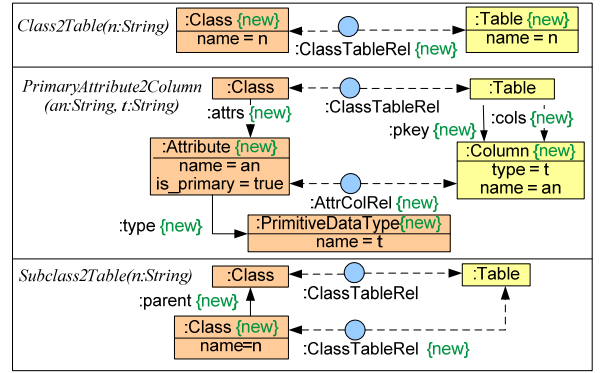 Class2Table(n:String)
:Class {new}
name = n
:ClassTableRel {new}
:Table {new}
name = n
PrimaryAttribute2Column
(an:String, t:String)
:Class
:ClassTableRel
:Table
:attrs {new}
:pkey {new}
:cols {new}
:Attribute {new}
name = an
is_primary = true
:Column {new}
type = t
name = an
:AttrColRel {new}
:type {new}
:PrimitiveDataType{new}
name = t
Subclass2Table(n:String)
:Class
:ClassTableRel
:Table
:parent {new}
:Class {new}
name=n
:ClassTableRel {new}